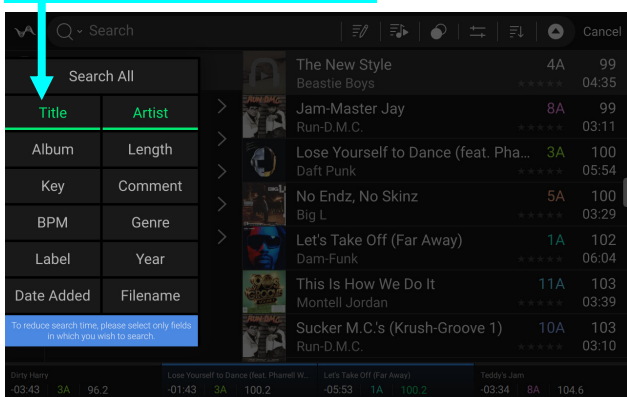 Search
Cancel
Search All
Title
Artist
Album
Length
Key
Comment
BPM
Genre
Label
Year
Date Added
Filename
To reduce search time, please select only fields
in which you wish to search.
The New Style 4A 99
Beastie Boys 04:35
Jam-Master Jay 8A 99
Run-D.M.C. 03:11
Lose Yourself to Dance (feat. Pha... 3A 100
Daft Punk 05:54
No Endz, No Skinz 5A 100
Big L 03:29
Let's Take Off (Far Away) 1A 102
Dam-Funk 06:04
This Is How We Do It 11A 103
Montell Jordan 03:39
Sucker M.C.'s (Krush-Groove 1) 10A 103
Run-D.M.C. 03:10
Dirty Harry
-03:43 3A 96.2
Lose Yourself to Dance (feat. Pharrell W...
-01:43 3A 100.2
Let's Take Off (Far Away)
-05:53 1A 100.2
Teddy's Jam
-03:34 8A 104.6